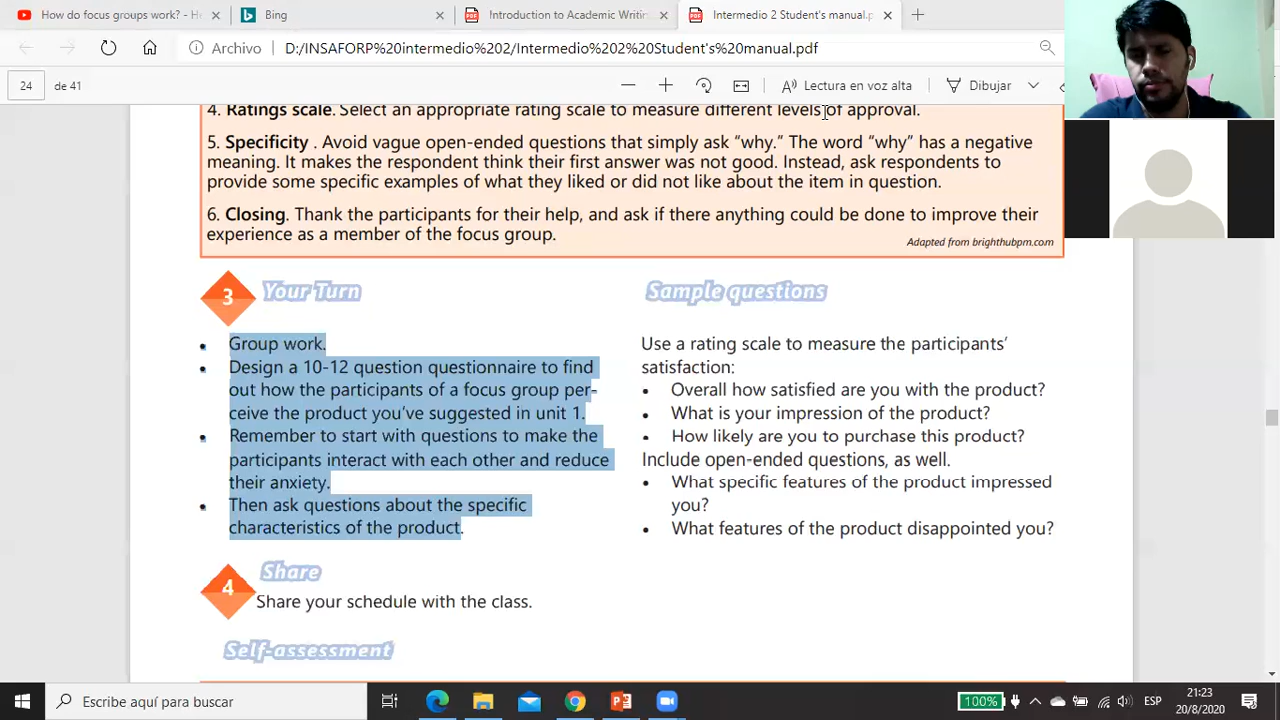 How do focus groups work? - He
Bing
Introduction to Academic Writin
Intermedio 2 Student's manual.p
Archivo
D:/INSAFORP%20intermedio%202/Intermedio%202%20Student's%20manual.pdf
24 de 41
Lectura en voz alta
Dibujar
4. Ratings scale. Select an appropriate rating scale to measure different levels of approval.
5. Specificity . Avoid vague open-ended questions that simply ask “why.” The word “why” has a negative
meaning. It makes the respondent think their first answer was not good. Instead, ask respondents to
provide some specific examples of what they liked or did not like about the item in question.
6. Closing. Thank the participants for their help, and ask if there anything could be done to improve their
experience as a member of the focus group.
Adapted from brighthubpm.com
3 Your Turn
• Group work.
• Design a 10-12 question questionnaire to find
out how the participants of a focus group per-
ceive the product you’ve suggested in unit 1.
• Remember to start with questions to make the
participants interact with each other and reduce
their anxiety.
• Then ask questions about the specific
characteristics of the product.
Sample questions
Use a rating scale to measure the participants’
satisfaction:
• Overall how satisfied are you with the product?
• What is your impression of the product?
• How likely are you to purchase this product?
Include open-ended questions, as well.
• What specific features of the product impressed
you?
• What features of the product disappointed you?
4 Share
Share your schedule with the class.
Self-assessment
Escribe aquí para buscar
100%
ESP
21:23
20/8/2020